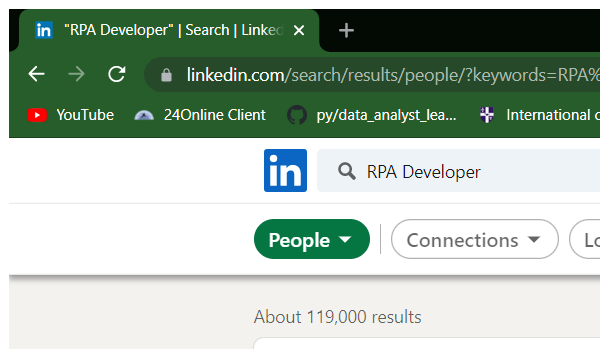 "RPA Developer" | Search | Linked
linkedin.com/search/results/people/?keywords=RPA%
YouTube 24Online Client py/data_analyst_lea... International
in RPA Developer
People Connections
About 119,000 results